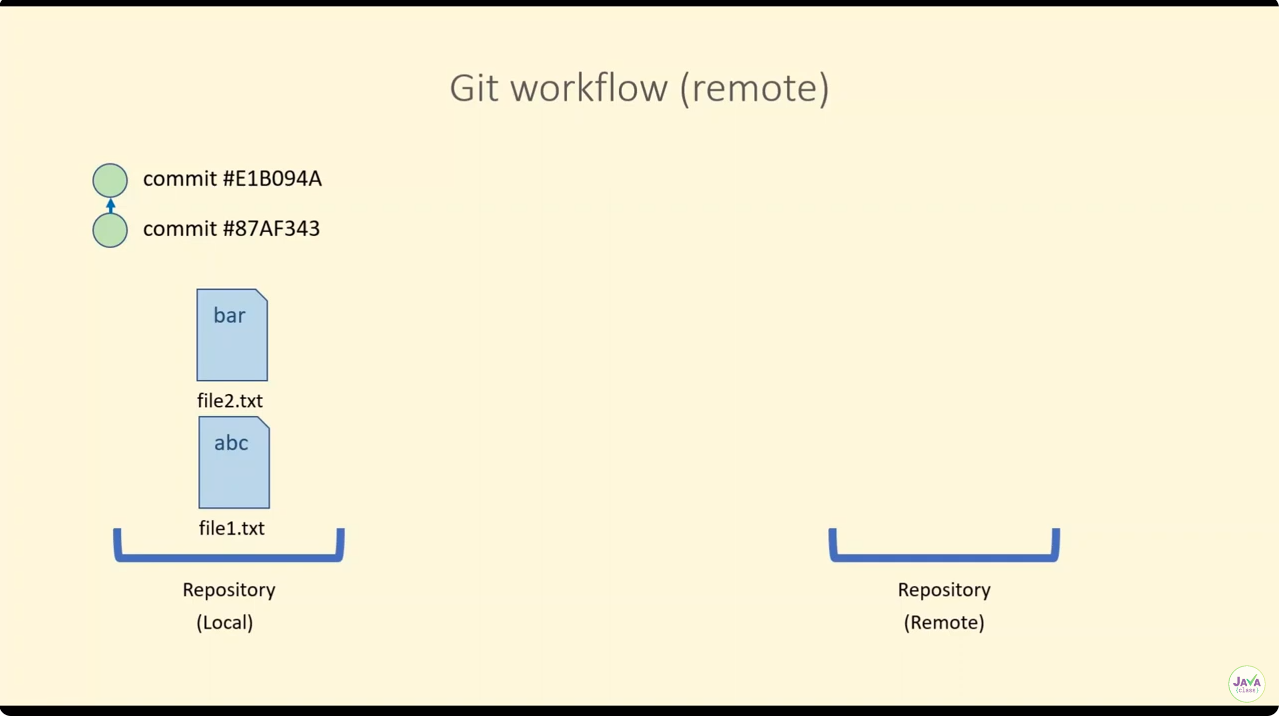 Git workflow (remote)
commit #E1B094A
commit #87AF343
bar
file2.txt
abc
file1.txt
Repository
(Local)
Repository
(Remote)
JAVA
{class}